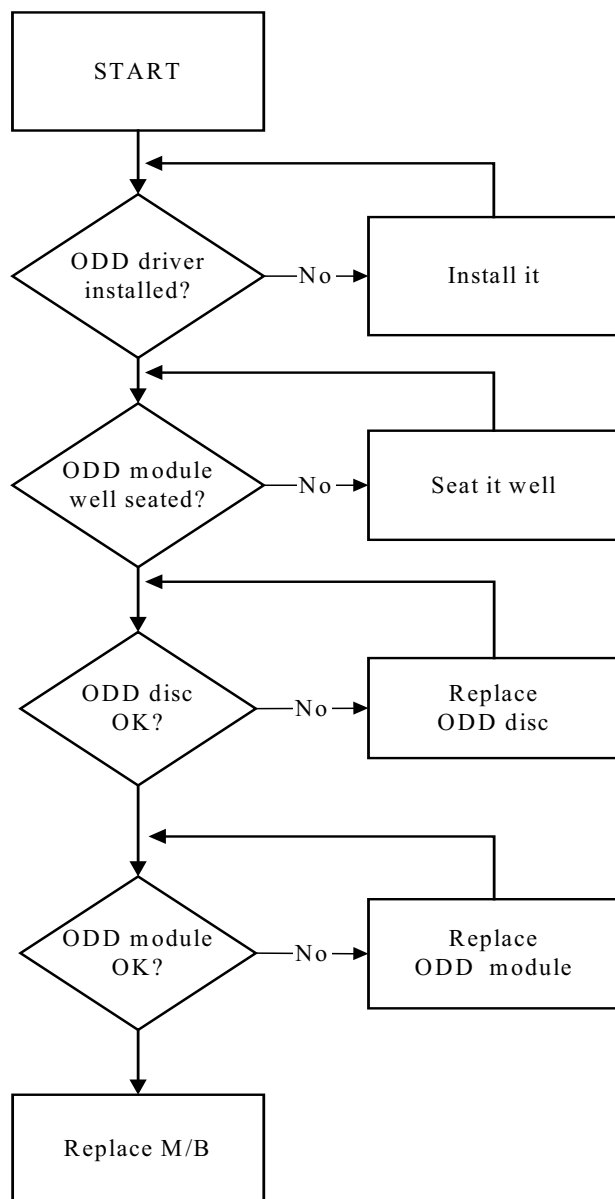 START
ODD driver
installed?
No
Install it
ODD module
well seated?
No
Seat it well
ODD disc
OK?
No
Replace
ODD disc
ODD module
OK?
No
Replace
ODD module
Replace M/B